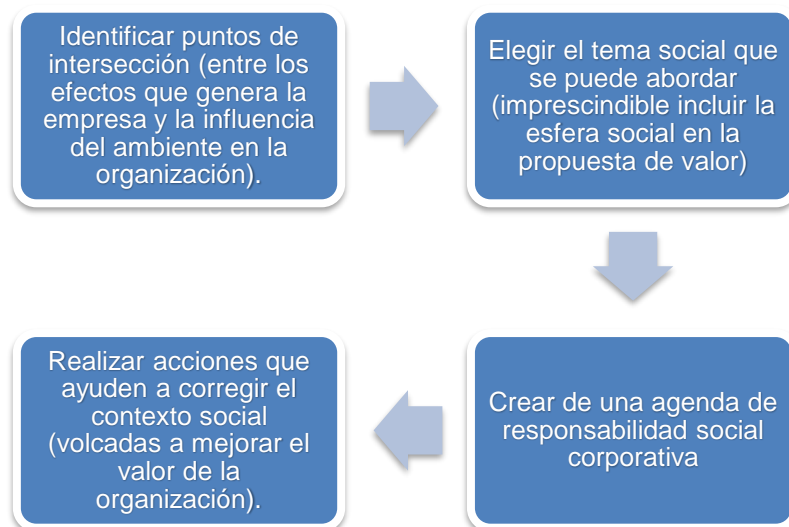 Identificar puntos de
intersección (entre los
efectos que genera la
empresa y la influencia
del ambiente en la
organización).
Elegir el tema social que
se puede abordar
(imprescindible incluir la
esfera social en la
propuesta de valor)
Crear de una agenda de
responsabilidad social
corporativa
Realizar acciones que
ayuden a corregir el
contexto social
(volcadas a mejorar el
valor de la
organización).